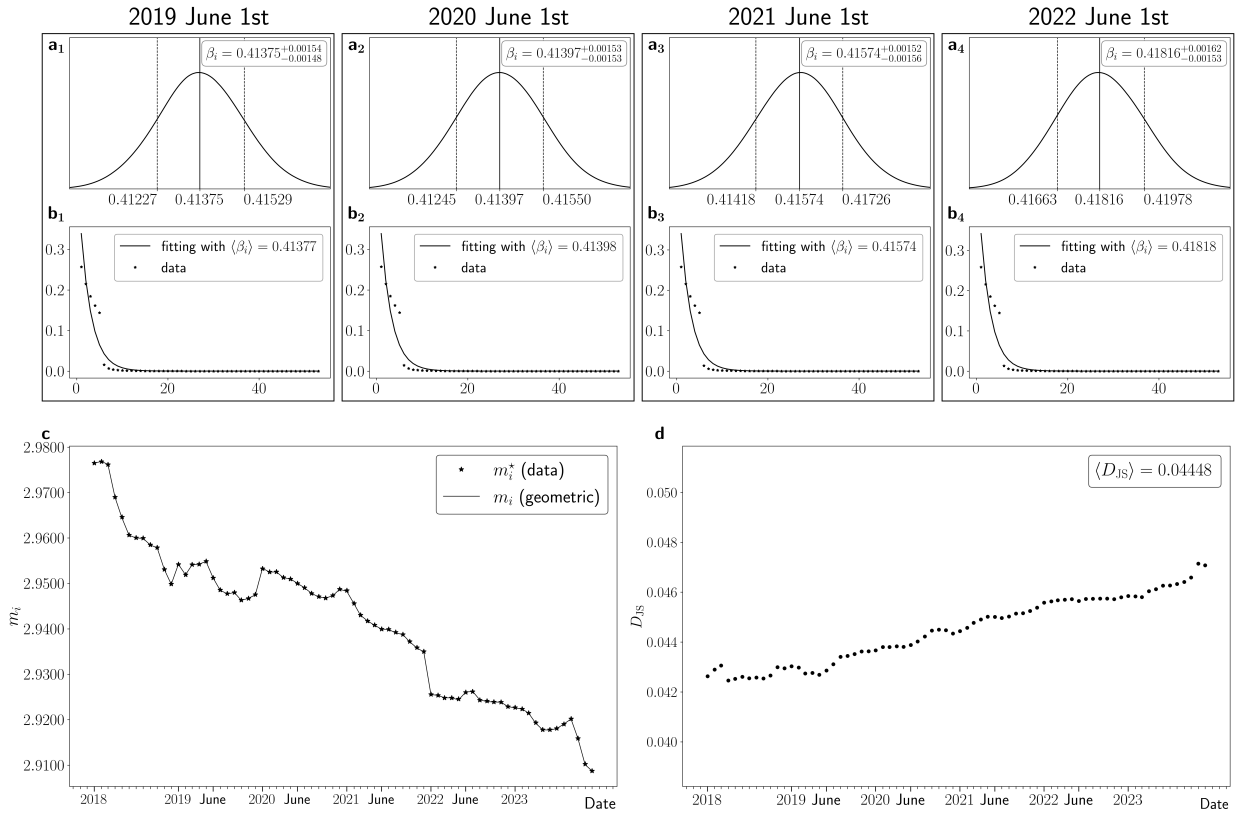 2019 June 1st
2020 June 1st
2021 June 1st
2022 June 1st
a₁
βᵢ = 0.41375 +0.00154 −0.00148
0.41227 0.41375 0.41529
a₂
βᵢ = 0.41397 +0.00153 −0.00153
0.41245 0.41397 0.41550
a₃
βᵢ = 0.41574 +0.00152 −0.00156
0.41418 0.41574 0.41726
a₄
βᵢ = 0.41816 +0.00162 −0.00153
0.41663 0.41816 0.41978
b₁
fitting with ⟨βᵢ⟩ = 0.41377
data
0.3
0.2
0.1
0.0
0 20 40
b₂
fitting with ⟨βᵢ⟩ = 0.41398
data
0.3
0.2
0.1
0.0
0 20 40
b₃
fitting with ⟨βᵢ⟩ = 0.41574
data
0.3
0.2
0.1
0.0
0 20 40
b₄
fitting with ⟨βᵢ⟩ = 0.41818
data
0.3
0.2
0.1
0.0
0 20 40
c
mᵢ* (data)
mᵢ (geometric)
2.9800
2.9700
2.9600
2.9500
2.9400
2.9300
2.9200
2.9100
mᵢ
2018 2019 June 2020 June 2021 June 2022 June 2023
Date
d
⟨D_JS⟩ = 0.04448
0.050
0.048
0.046
0.044
0.042
0.040
D_JS
2018 2019 June 2020 June 2021 June 2022 June 2023
Date